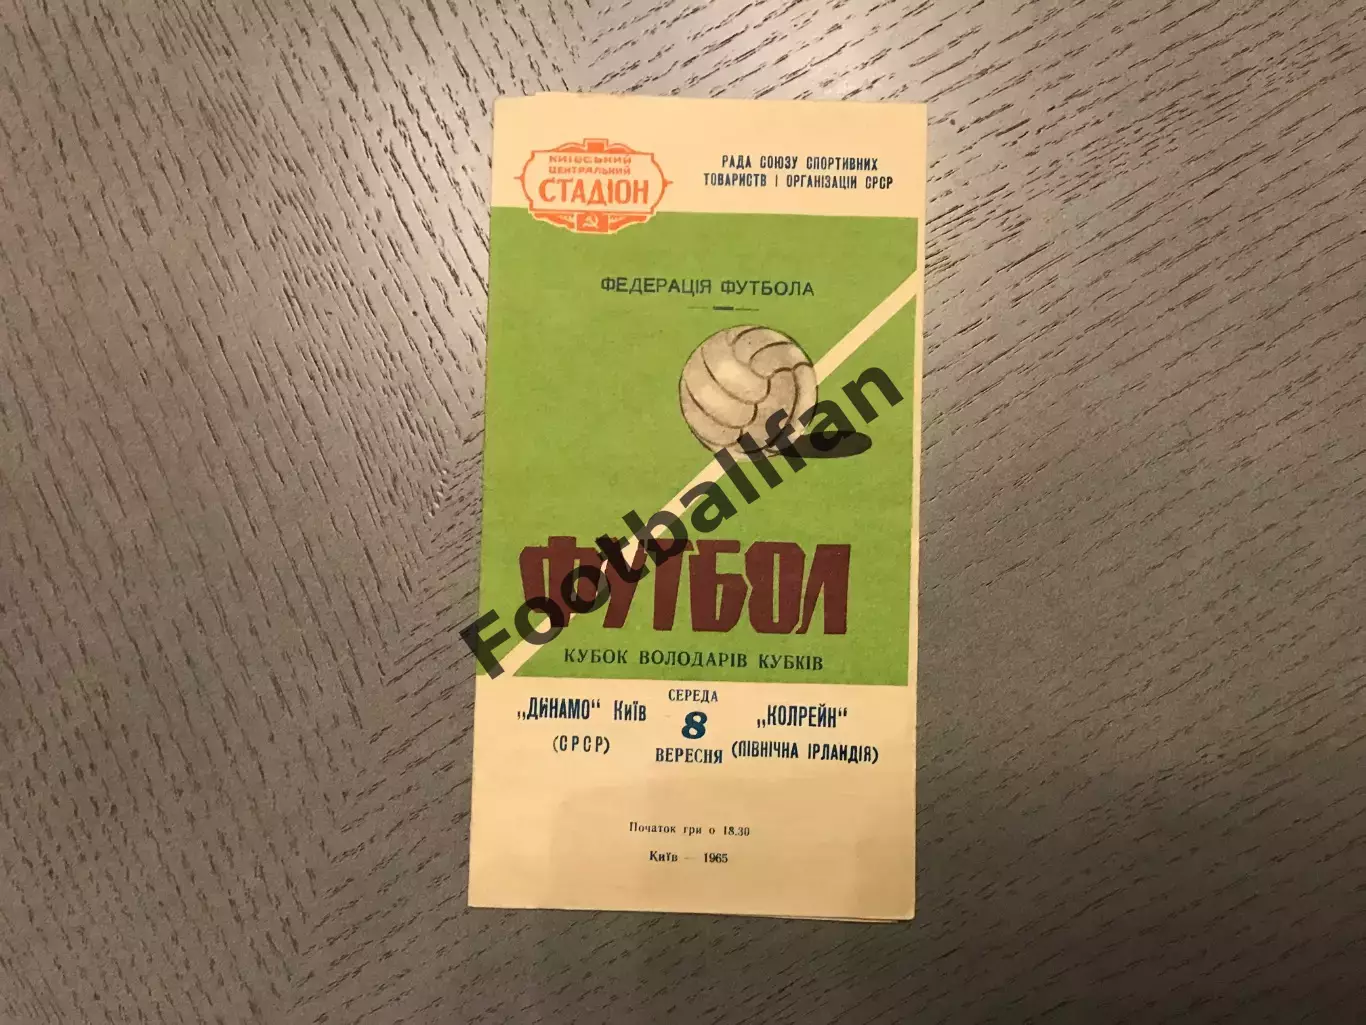 КИЇВСЬКИЙ
ЦЕНТРАЛЬНИЙ
СТАДІОН
РАДА СОЮЗУ СПОРТИВНИХ
ТОВАРИСТВ І ОРГАНІЗАЦІЙ СРСР
ФЕДЕРАЦІЯ ФУТБОЛА
Footballfan
ФУТБОЛ
КУБОК ВОЛОДАРІВ КУБКІВ
„ДИНАМО“ Київ
(СРСР)
СЕРЕДА
8
ВЕРЕСНЯ
„КОЛРЕЙН“
(ПІВНІЧНА ІРЛАНДІЯ)
Початок гри о 18.30
Київ — 1965